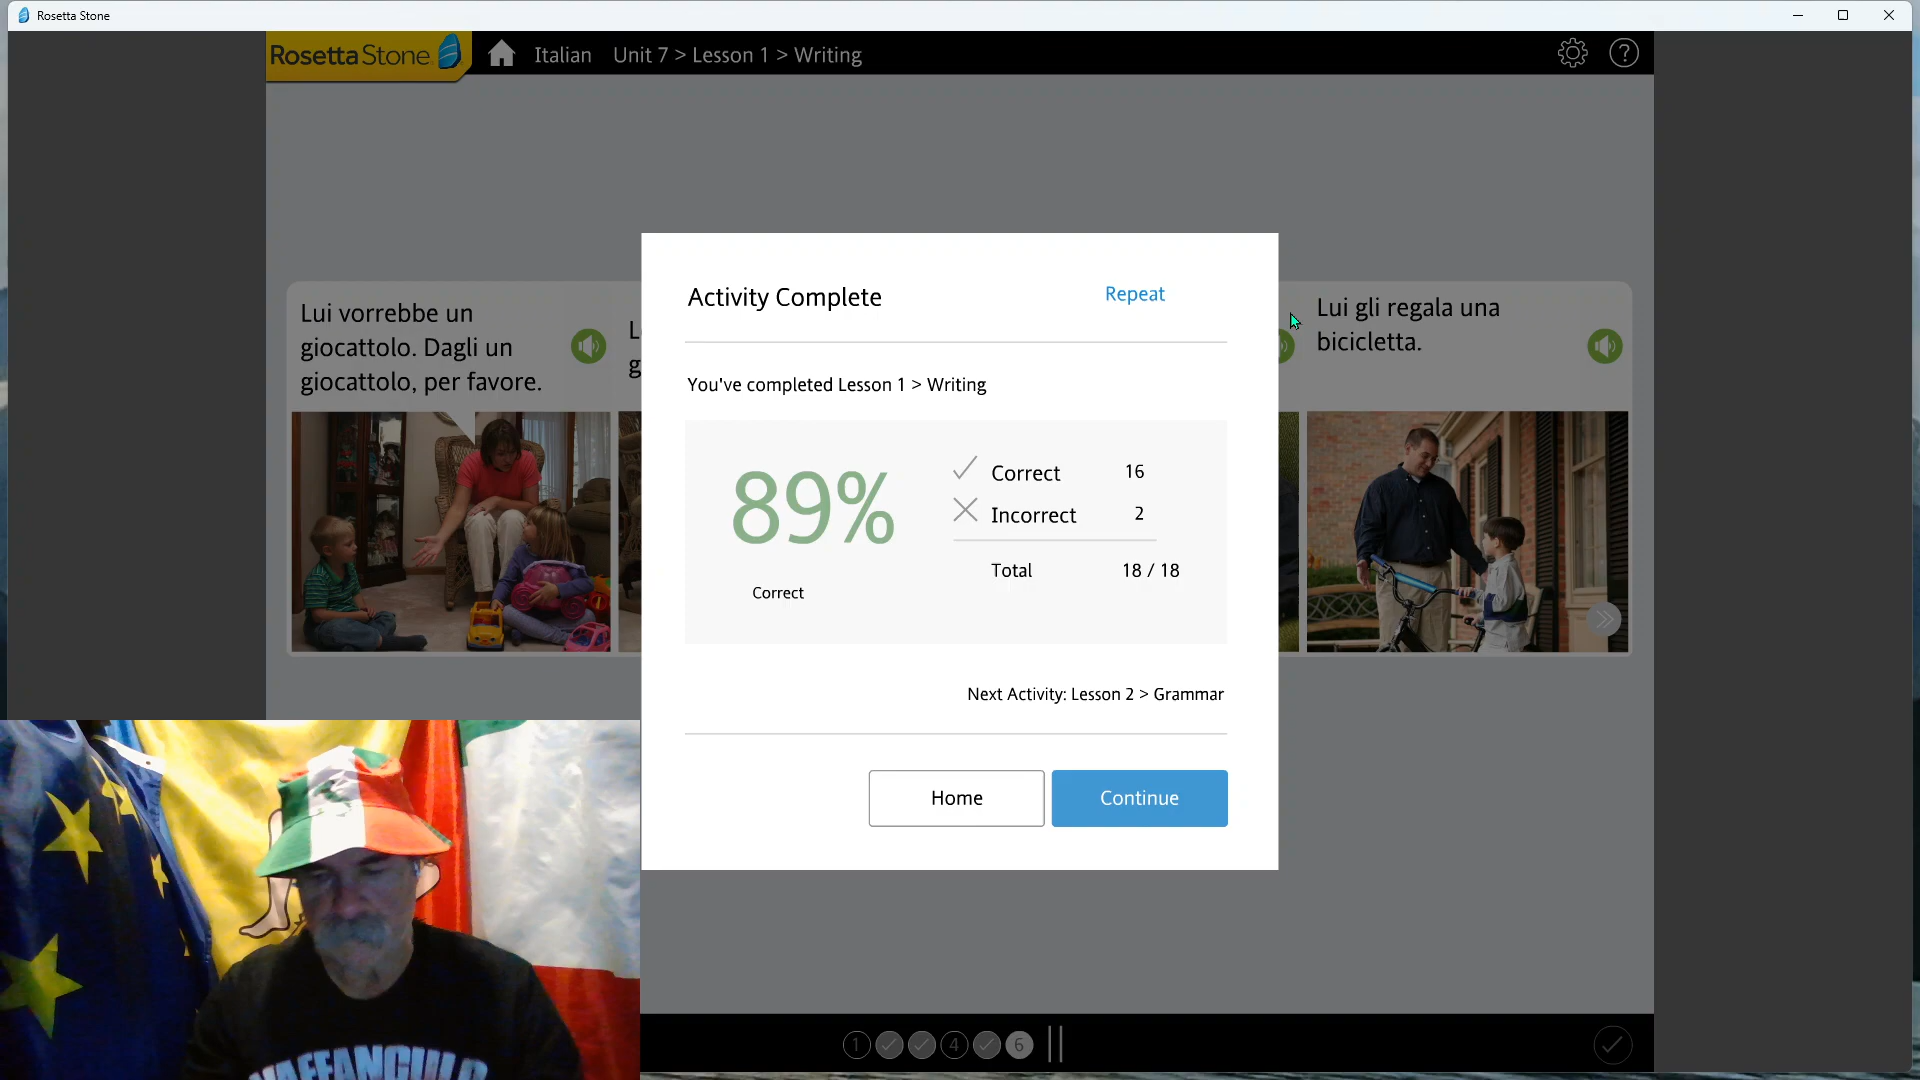 Rosetta Stone
RosettaStone
Italian
Unit 7 > Lesson 1 > Writing
Lui vorrebbe un
giocattolo. Dagli un
giocattolo, per favore.
Lui gli regala una
bicicletta.
Activity Complete
Repeat
You've completed Lesson 1 > Writing
89%
Correct
Correct 16
Incorrect 2
Total 18 / 18
Next Activity: Lesson 2 > Grammar
Home
Continue
1
4
6